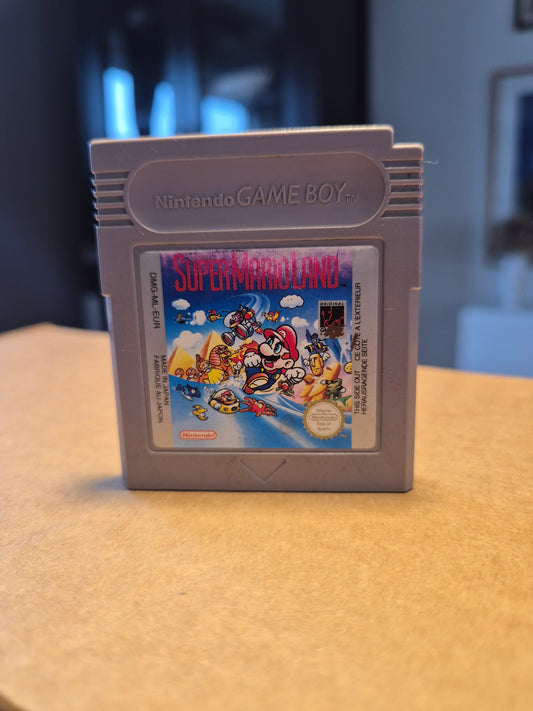 Nintendo GAME BOY TM
SUPER MARIO LAND TM
DMG-ML-EUR
MADE IN JAPAN
FABRIQUE AU JAPON
ORIGINAL
THIS SIDE OUT CE COTE A L'EXTERIEUR
HERAUSRAGENDE SEITE
Nintendo
Original
Nintendo
Seal of
Quality